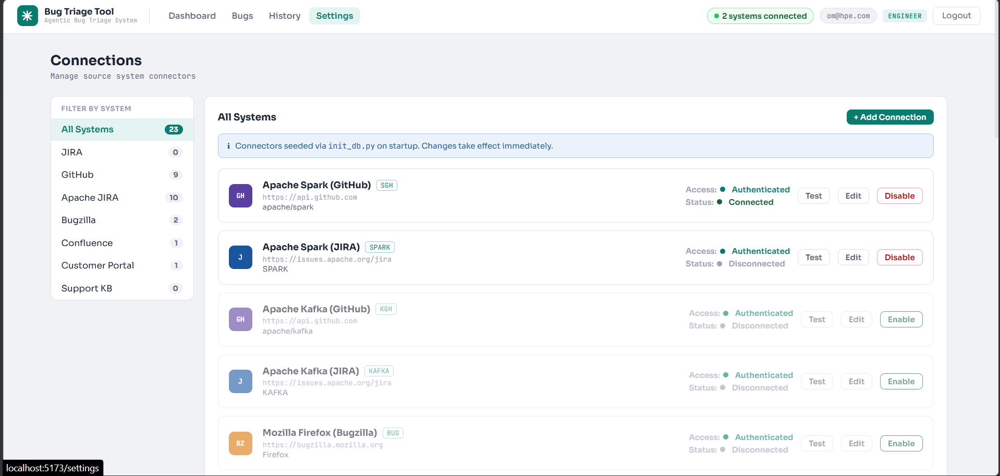 Bug Triage Tool
Agentic Bug Triage System
Dashboard
Bugs
History
Settings
2 systems connected
om@hpe.com
ENGINEER
Logout
Connections
Manage source system connectors
FILTER BY SYSTEM
All Systems 23
JIRA 0
GitHub 9
Apache JIRA 10
Bugzilla 2
Confluence 1
Customer Portal 1
Support KB 0
All Systems
+ Add Connection
i Connectors seeded via init_db.py on startup. Changes take effect immediately.
GH
Apache Spark (GitHub) SGH
https://api.github.com
apache/spark
Access: Authenticated
Status: Connected
Test
Edit
Disable
J
Apache Spark (JIRA) SPARK
https://issues.apache.org/jira
SPARK
Access: Authenticated
Status: Disconnected
Test
Edit
Disable
GH
Apache Kafka (GitHub) KGH
https://api.github.com
apache/kafka
Access: Authenticated
Status: Disconnected
Test
Edit
Enable
J
Apache Kafka (JIRA) KAFKA
https://issues.apache.org/jira
KAFKA
Access: Authenticated
Status: Disconnected
Test
Edit
Enable
BZ
Mozilla Firefox (Bugzilla) BUG
https://bugzilla.mozilla.org
Firefox
Access: Authenticated
Status: Disconnected
Test
Edit
Enable
localhost:5173/settings